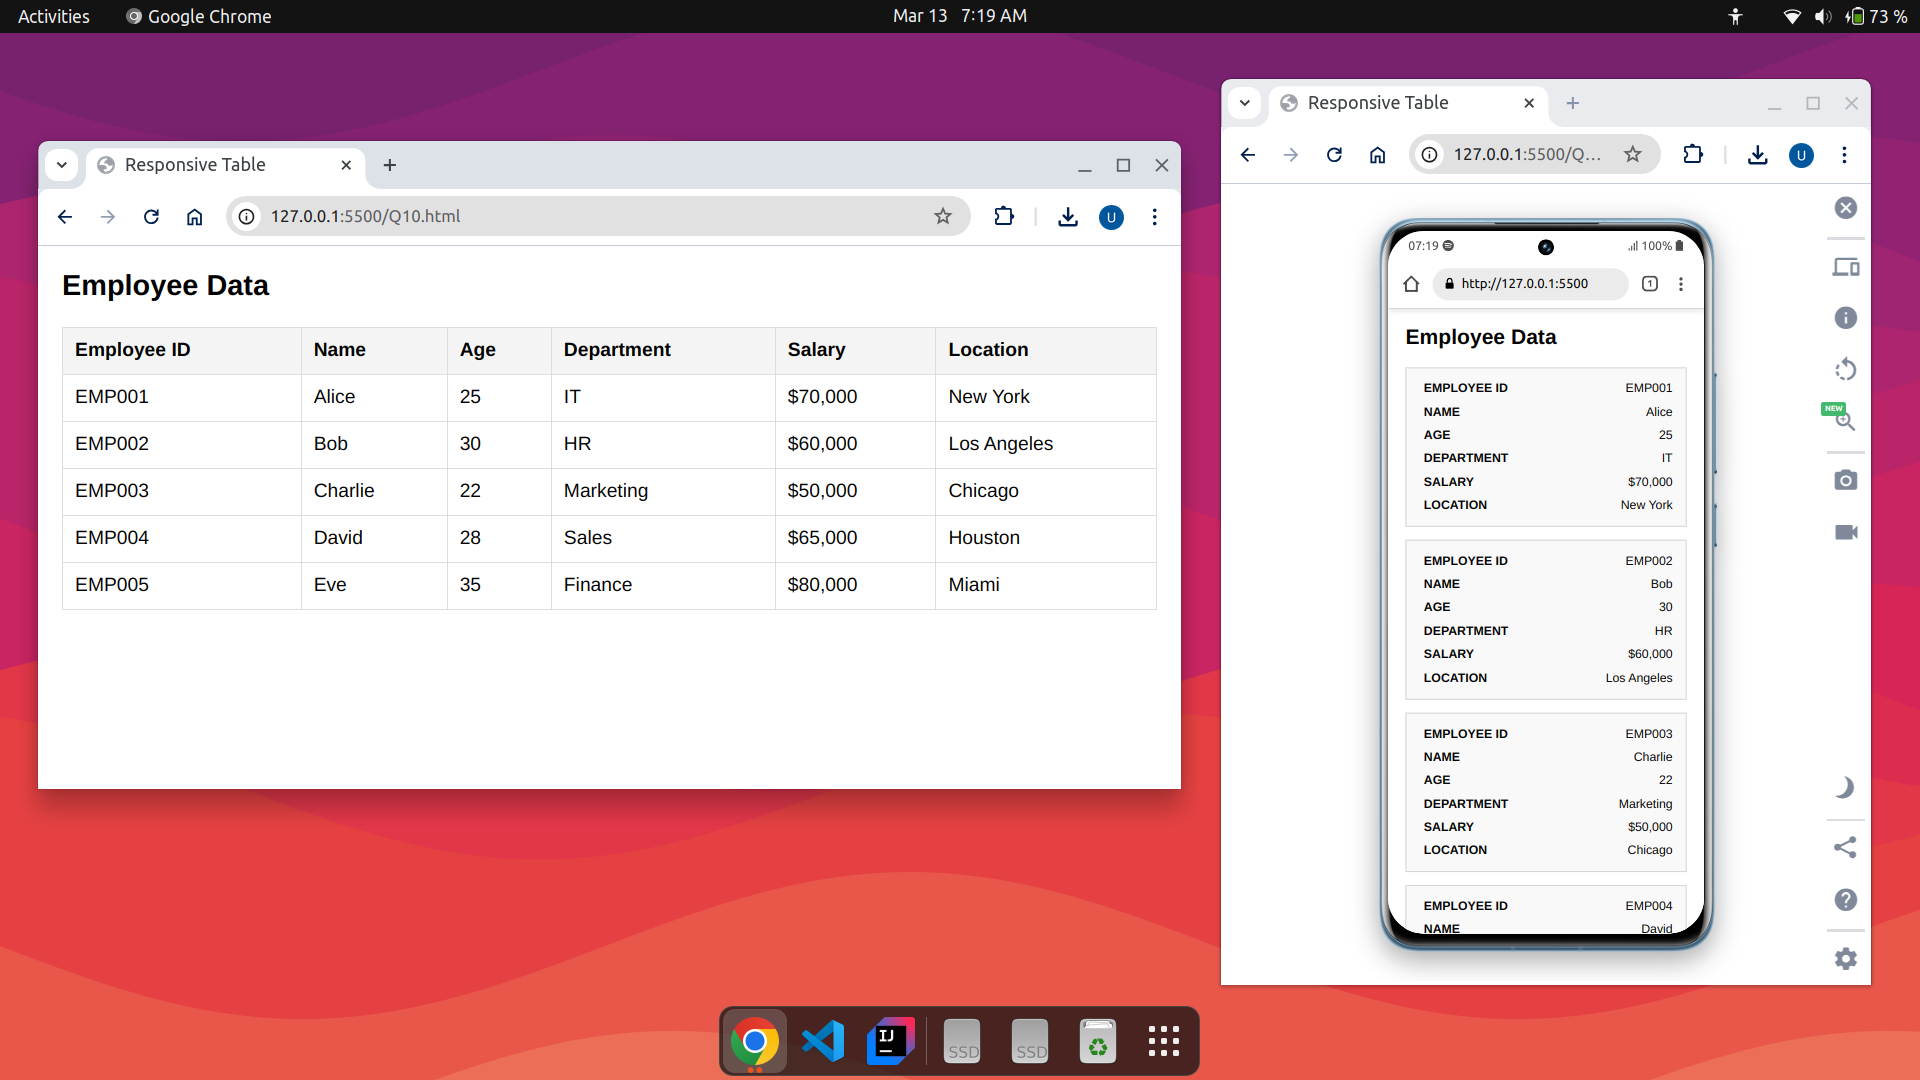 Activities Google Chrome Mar 13 7:19 AM 73 %
Responsive Table
127.0.0.1:5500/Q10.html U
Employee Data
Employee ID Name Age Department Salary Location
EMP001 Alice 25 IT $70,000 New York
EMP002 Bob 30 HR $60,000 Los Angeles
EMP003 Charlie 22 Marketing $50,000 Chicago
EMP004 David 28 Sales $65,000 Houston
EMP005 Eve 35 Finance $80,000 Miami
Responsive Table
127.0.0.1:5500/Q... U
07:19 100%
http://127.0.0.1:5500 1
Employee Data
EMPLOYEE ID EMP001
NAME Alice
AGE 25
DEPARTMENT IT
SALARY $70,000
LOCATION New York
EMPLOYEE ID EMP002
NAME Bob
AGE 30
DEPARTMENT HR
SALARY $60,000
LOCATION Los Angeles
EMPLOYEE ID EMP003
NAME Charlie
AGE 22
DEPARTMENT Marketing
SALARY $50,000
LOCATION Chicago
EMPLOYEE ID EMP004
NAME David
NEW
IJ
SSD SSD